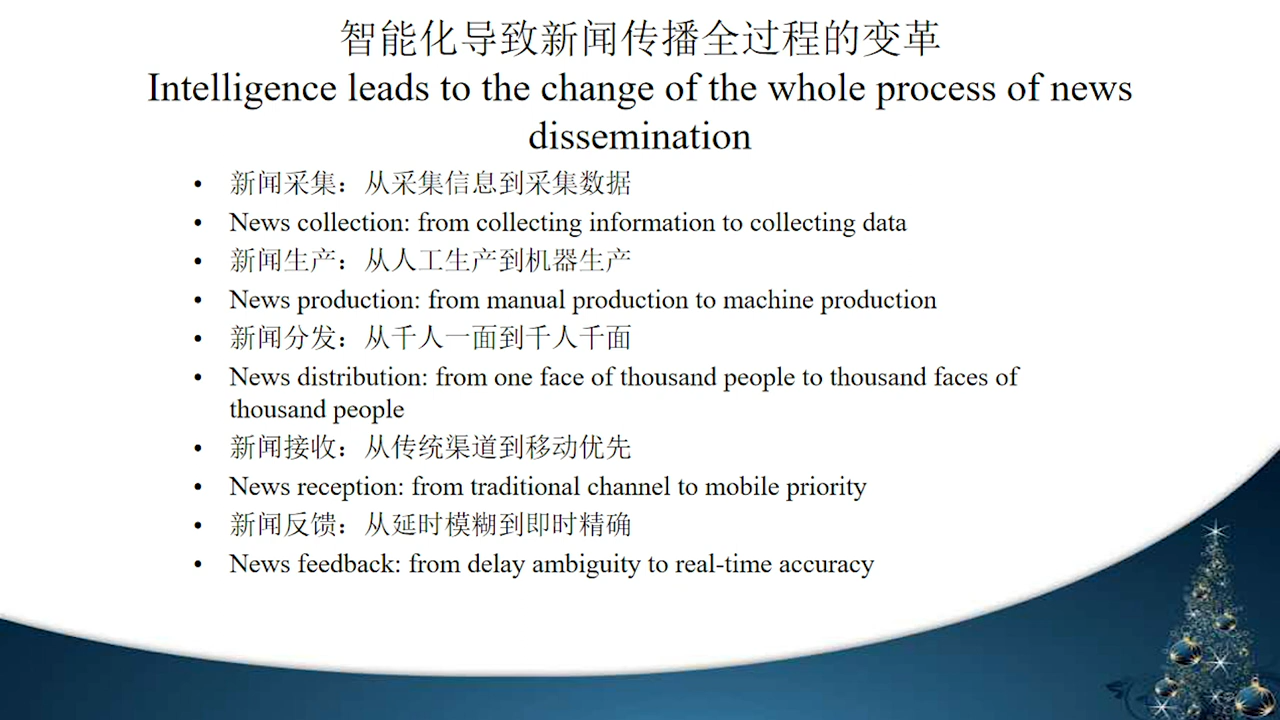 智能化导致新闻传播全过程的变革
Intelligence leads to the change of the whole process of news
dissemination
• 新闻采集：从采集信息到采集数据
• News collection: from collecting information to collecting data
• 新闻生产：从人工生产到机器生产
• News production: from manual production to machine production
• 新闻分发：从千人一面到千人千面
• News distribution: from one face of thousand people to thousand faces of
thousand people
• 新闻接收：从传统渠道到移动优先
• News reception: from traditional channel to mobile priority
• 新闻反馈：从延时模糊到即时精确
• News feedback: from delay ambiguity to real-time accuracy